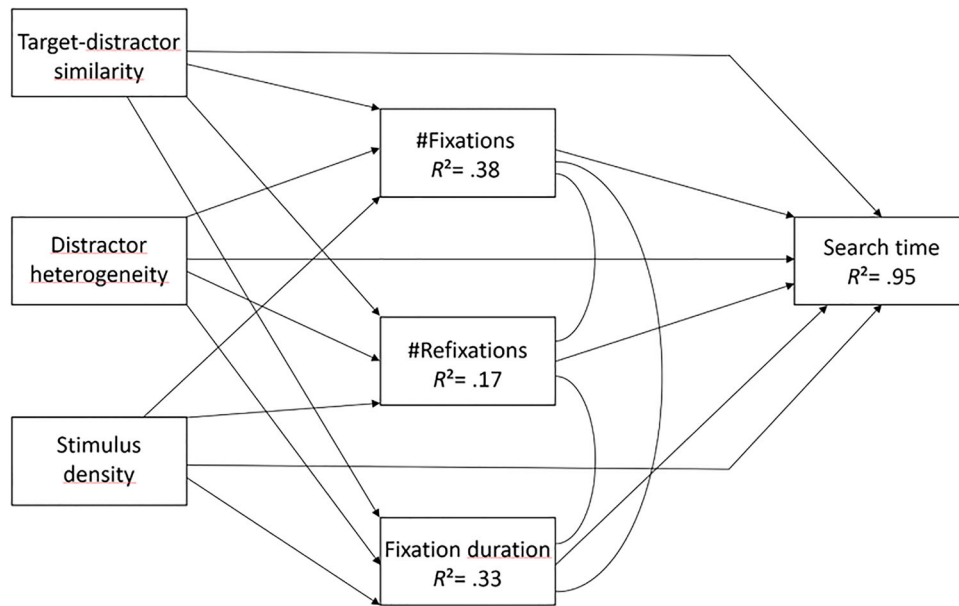 Target-distractor
similarity
#Fixations
R²= .38
Distractor
heterogeneity
Search time
R²= .95
#Refixations
R²= .17
Stimulus
density
Fixation duration
R²= .33